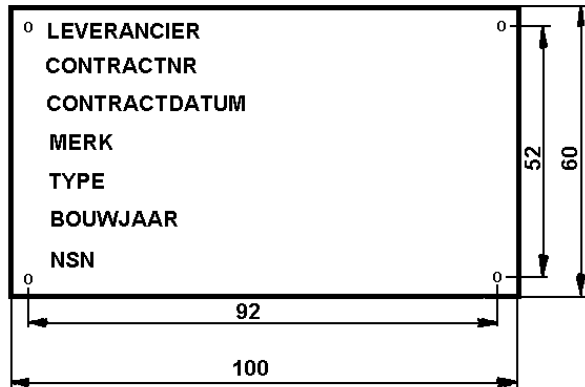 LEVERANCIER
CONTRACTNR
CONTRACTDATUM
MERK
TYPE
BOUWJAAR
NSN
52
60
92
100